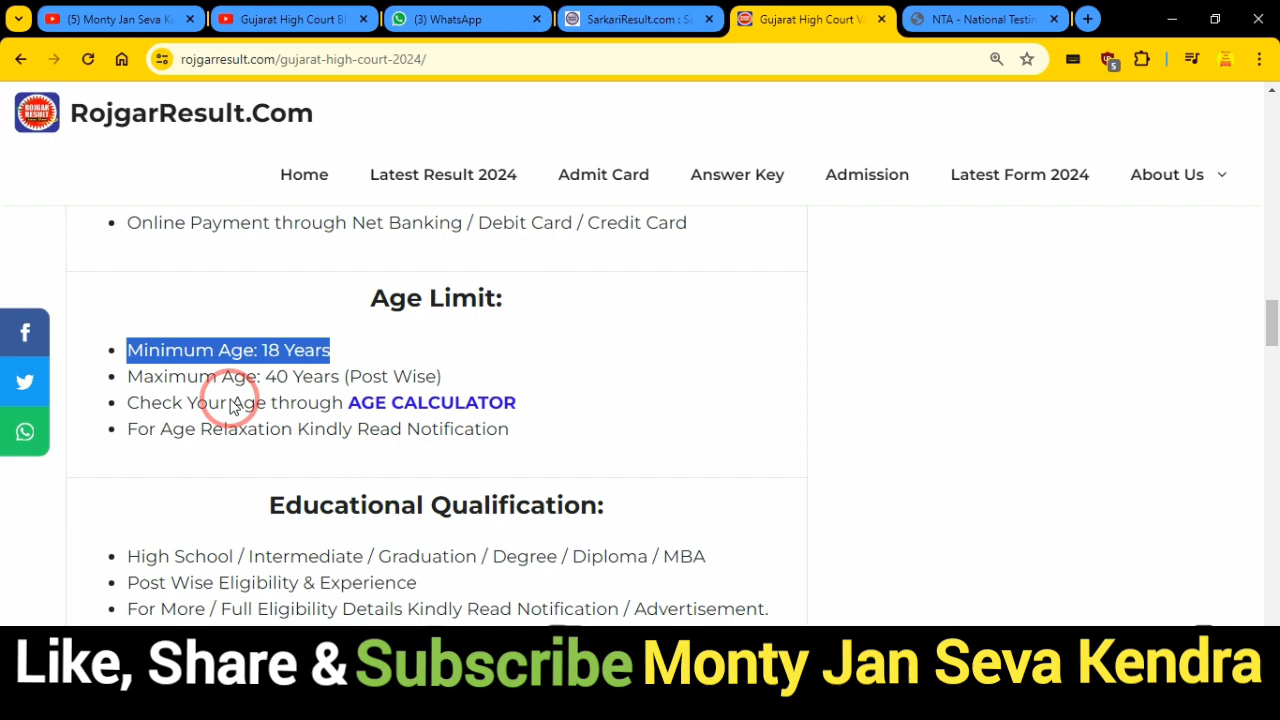 (5) Monty Jan Seva K
Gujarat High Court B
(3) WhatsApp
SarkariResult.com : S
Gujarat High Court V
NTA - National Testin
rojgarresult.com/gujarat-high-court-2024/
5
RojgarResult.Com
Home
Latest Result 2024
Admit Card
Answer Key
Admission
Latest Form 2024
About Us
Online Payment through Net Banking / Debit Card / Credit Card
Age Limit:
Minimum Age: 18 Years
Maximum Age: 40 Years (Post Wise)
Check Your Age through AGE CALCULATOR
For Age Relaxation Kindly Read Notification
Educational Qualification:
High School / Intermediate / Graduation / Degree / Diploma / MBA
Post Wise Eligibility & Experience
For More / Full Eligibility Details Kindly Read Notification / Advertisement.
Like, Share & Subscribe Monty Jan Seva Kendra